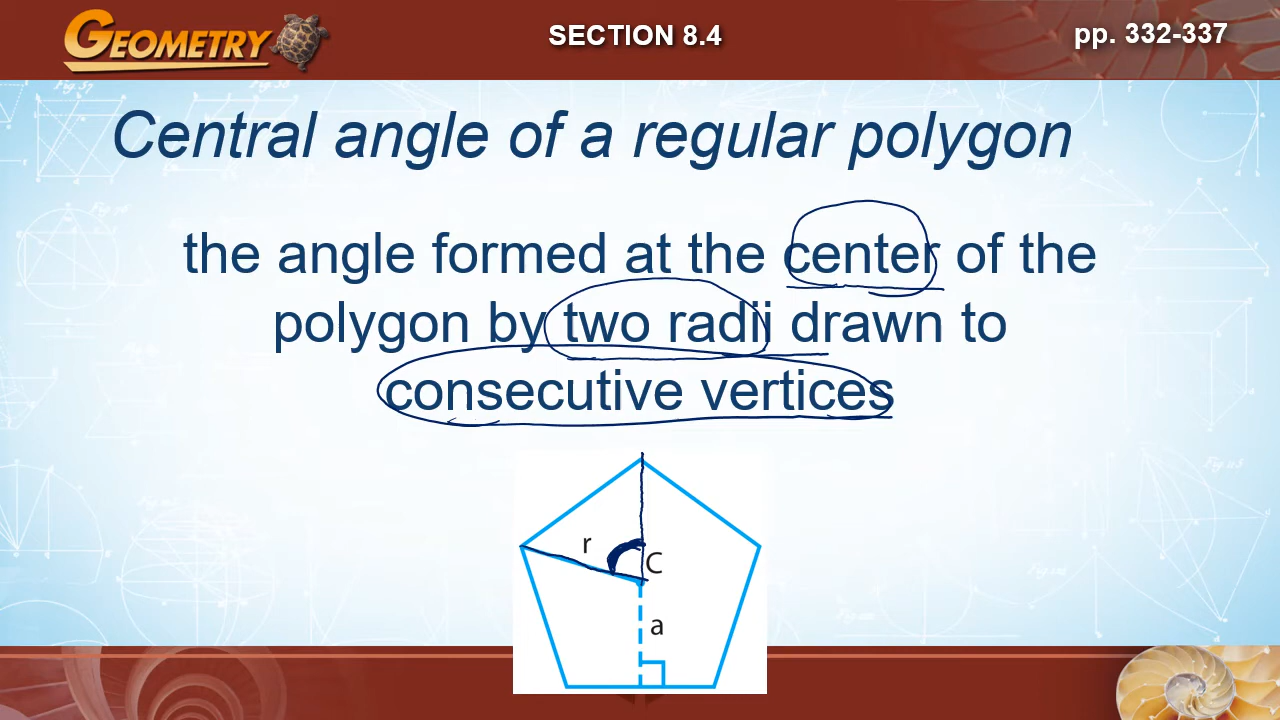 GEOMETRY
SECTION 8.4
pp. 332-337
Central angle of a regular polygon
the angle formed at the center of the
polygon by two radii drawn to
consecutive vertices
r
C
a